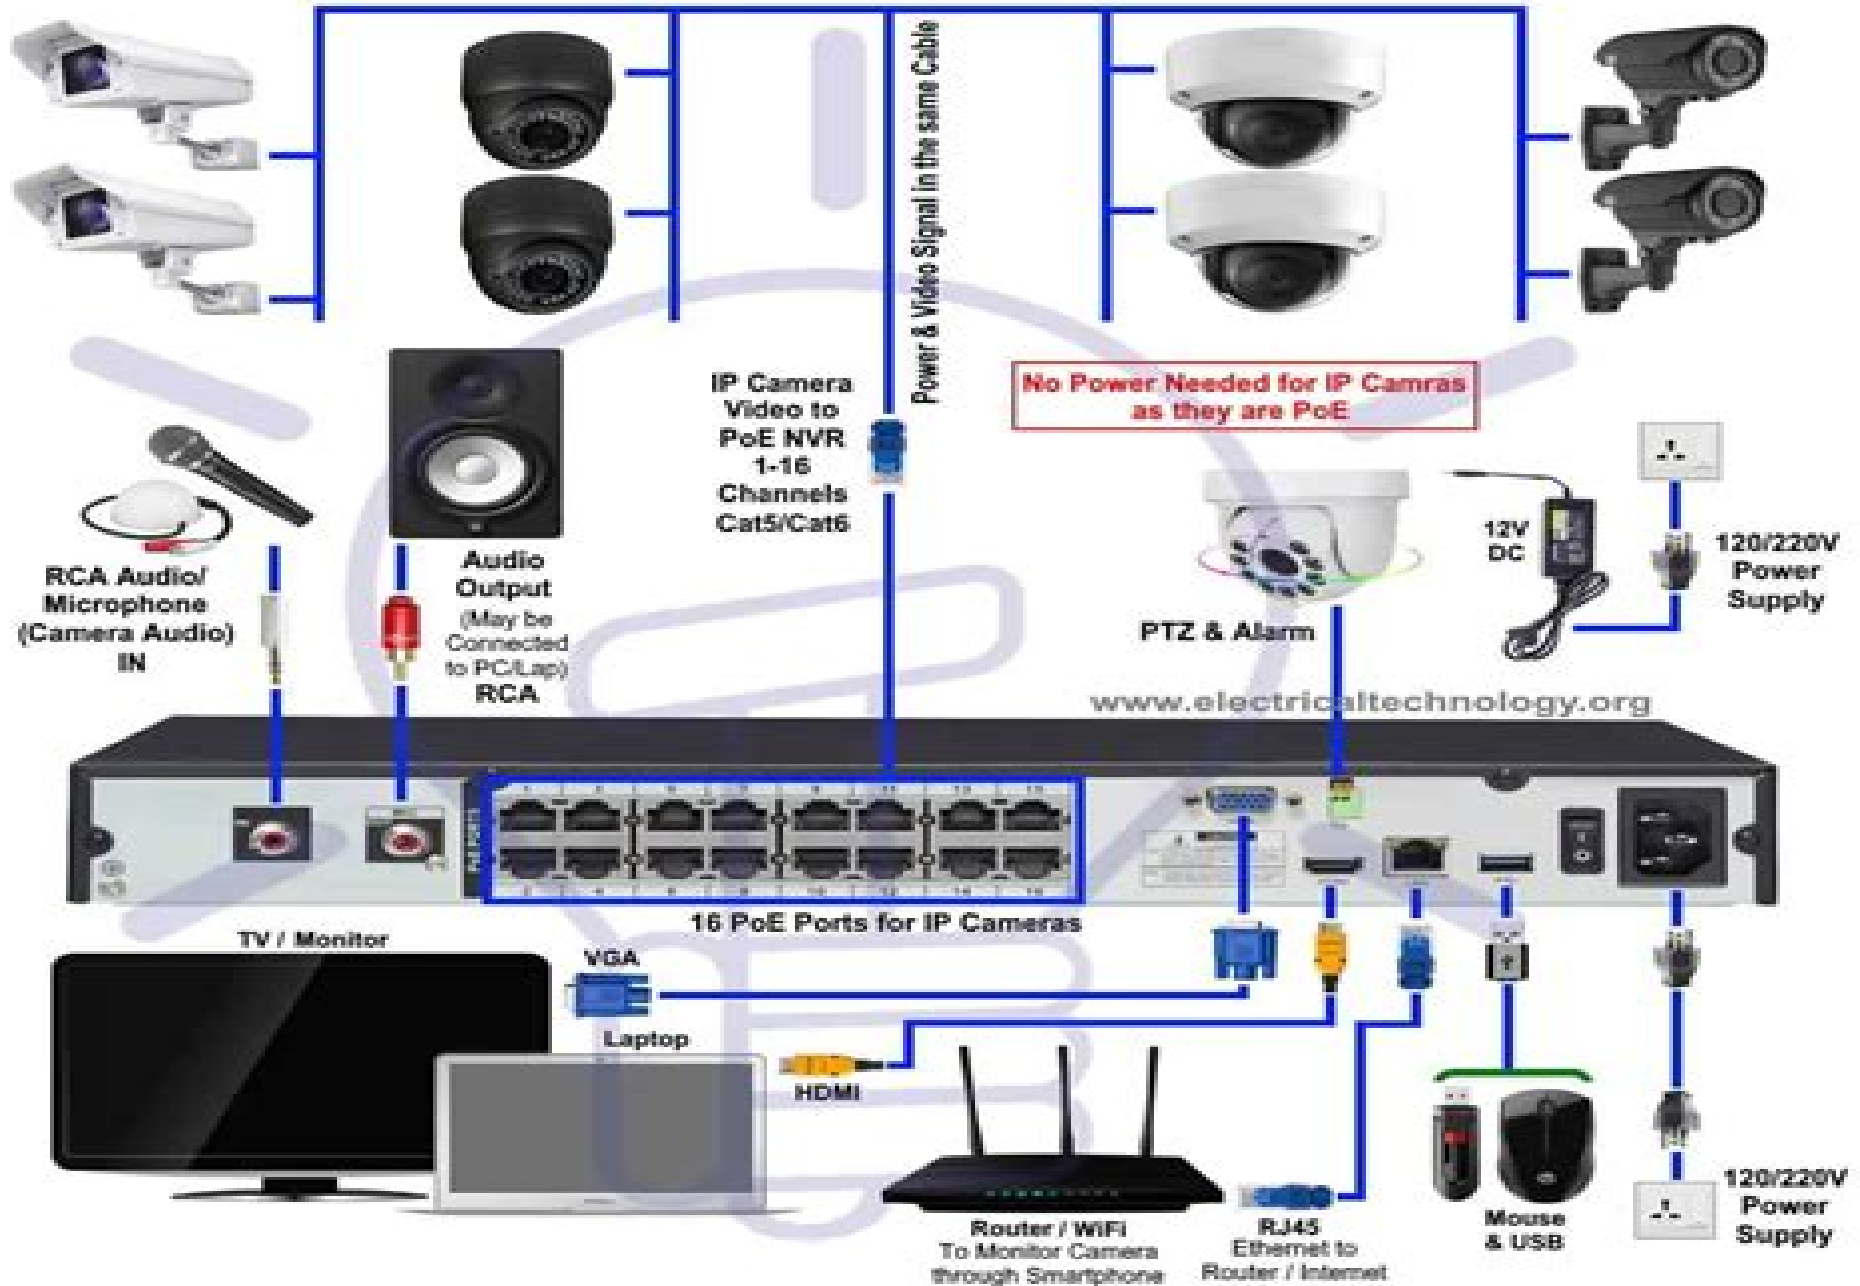 Power & Video Signal in the same Cable
IP Camera
Video to
PoE NVR
1-16
Channels
Cat5/Cat6
No Power Needed for IP Camras
as they are PoE
RCA Audio/
Microphone
(Camera Audio)
IN
Audio
Output
(May be
Connected
to PC/Lap)
RCA
PTZ & Alarm
12V
DC
120/220V
Power
Supply
www.electricaltechnology.org
16 PoE Ports for IP Cameras
TV / Monitor
VGA
Laptop
HDMI
Router / WiFi
To Monitor Camera
through Smartphone
RJ45
Ethernet to
Router / Internet
Mouse
& USB
120/220V
Power
Supply